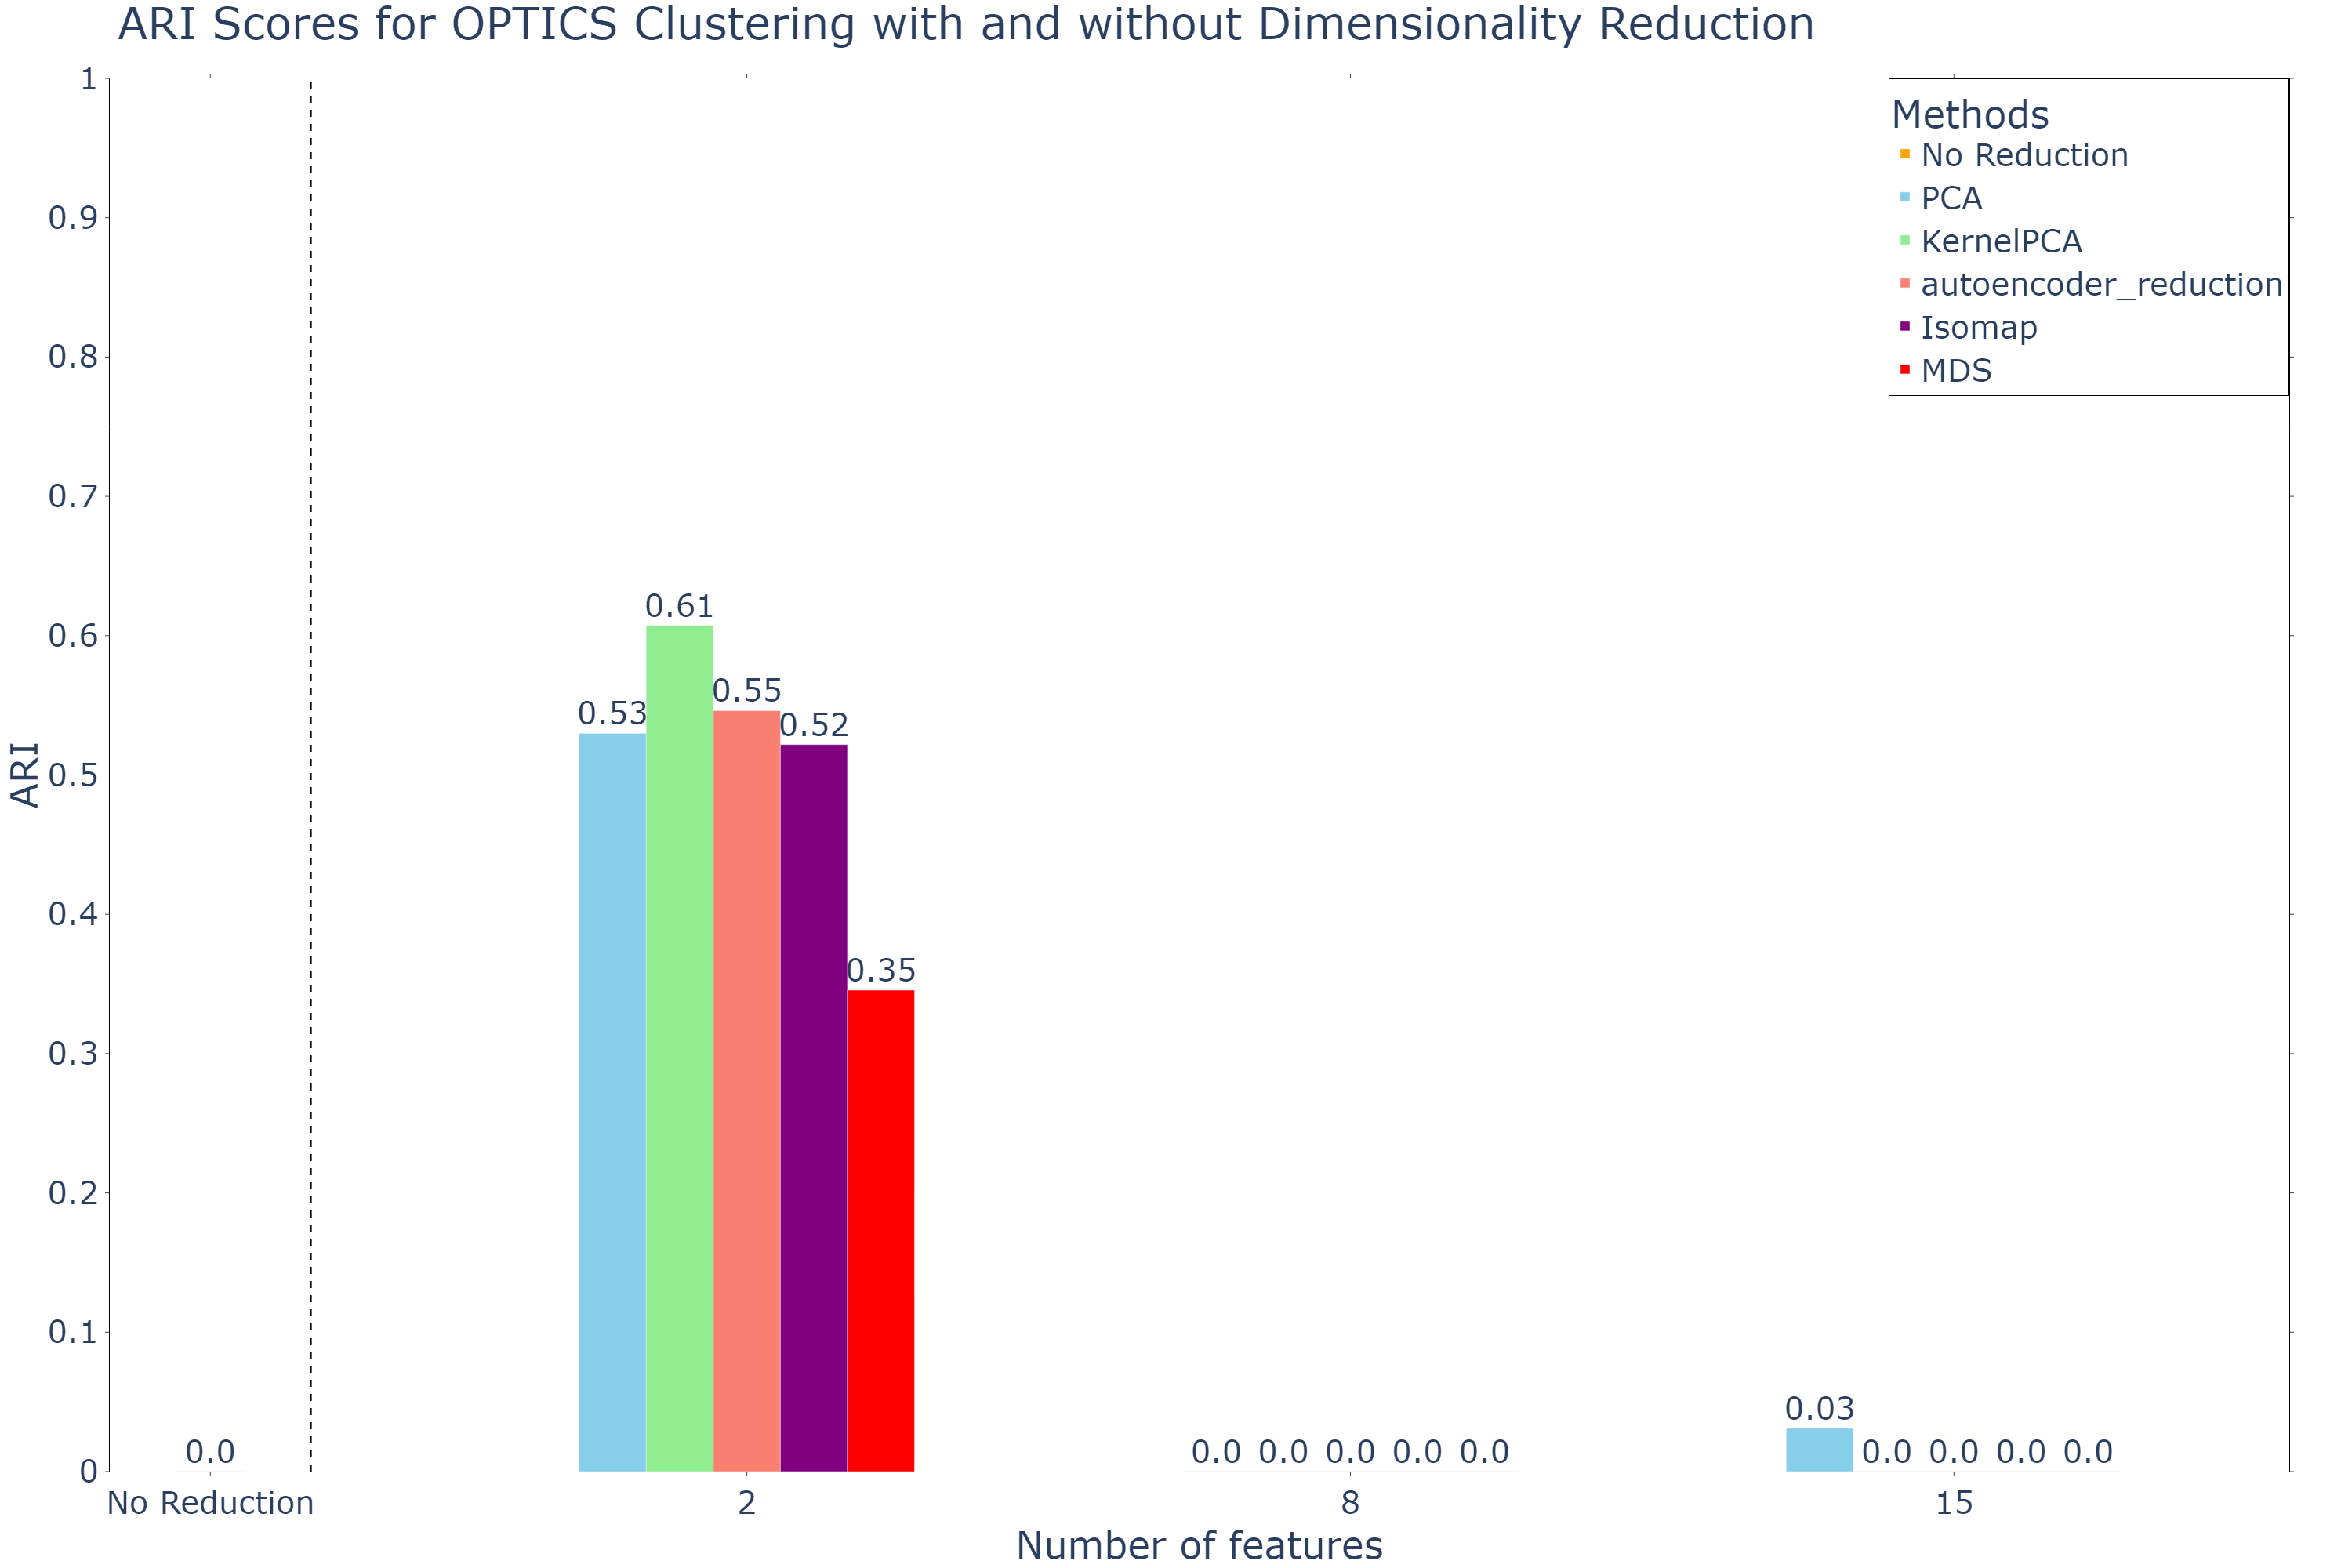 ARI Scores for OPTICS Clustering with and without Dimensionality Reduction
Methods
No Reduction
PCA
KernelPCA
autoencoder_reduction
Isomap
MDS
ARI
1
0.9
0.8
0.7
0.6
0.5
0.4
0.3
0.2
0.1
0
0.0
0.53
0.61
0.55
0.52
0.35
0.0 0.0 0.0 0.0 0.0
0.03
0.0 0.0 0.0 0.0
No Reduction 2 8 15
Number of features